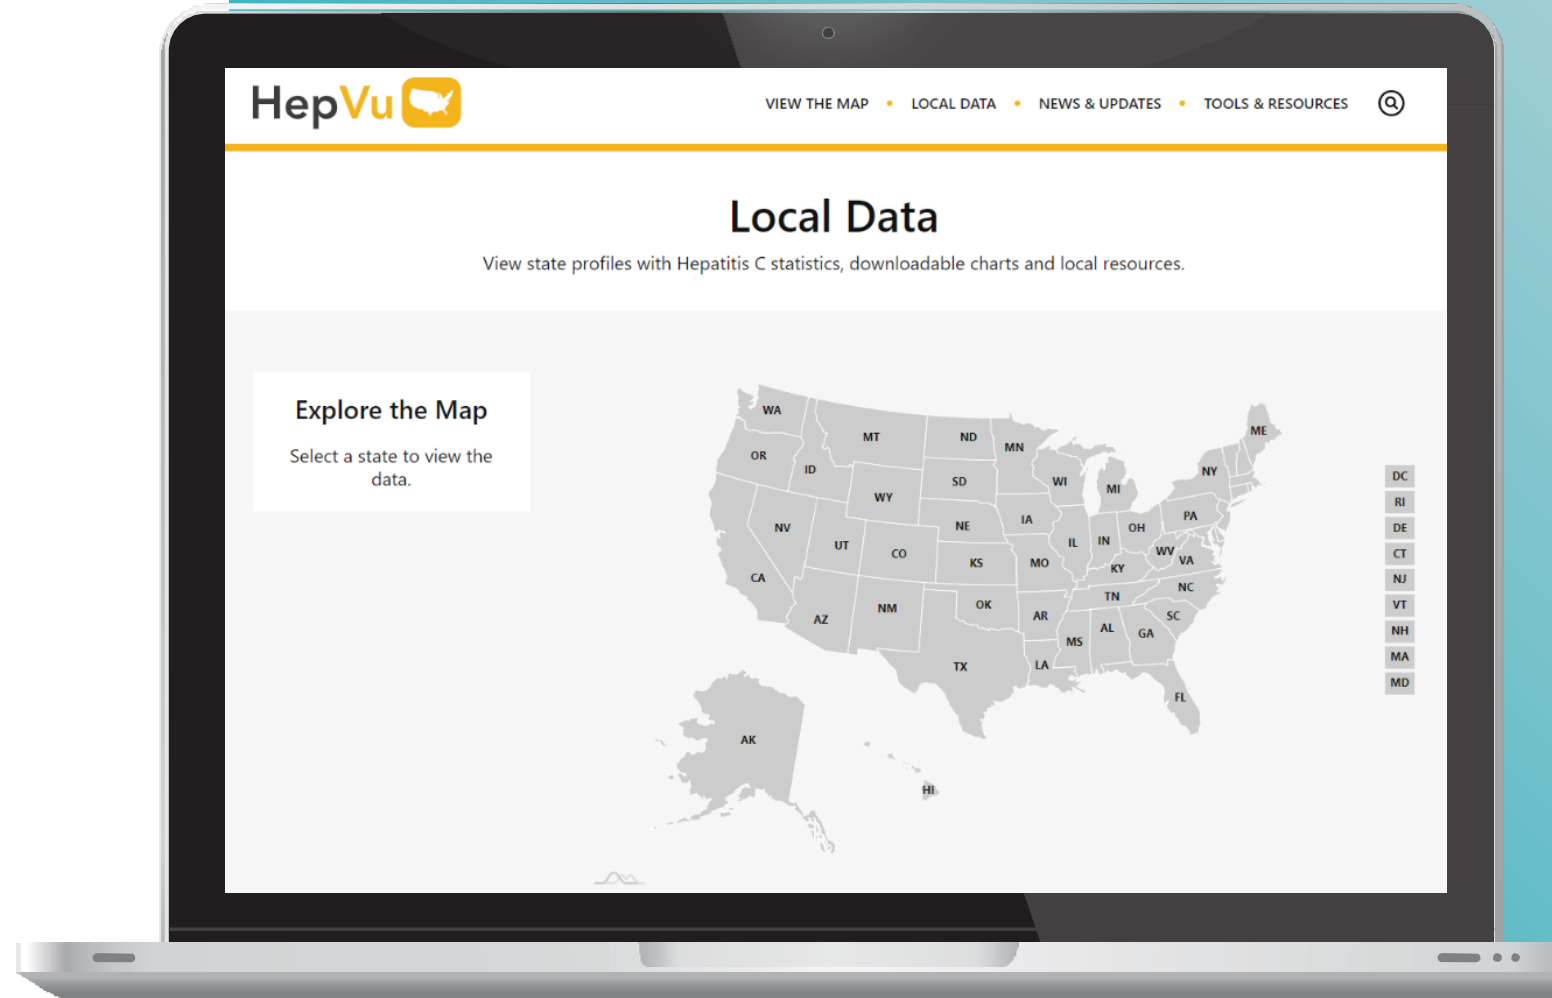 HepVu
VIEW THE MAP • LOCAL DATA • NEWS & UPDATES • TOOLS & RESOURCES
Local Data
View state profiles with Hepatitis C statistics, downloadable charts and local resources.
Explore the Map
Select a state to view the
data.
WA
MT
ND
MN
ME
OR
ID
SD
WI
MI
NY
WY
NV
UT
CO
NE
IA
IL
IN
OH
PA
CA
KS
MO
KY
WV
VA
AZ
NM
OK
AR
TN
NC
SC
MS
AL
GA
TX
LA
FL
AK
HI
DC
RI
DE
CT
NJ
VT
NH
MA
MD